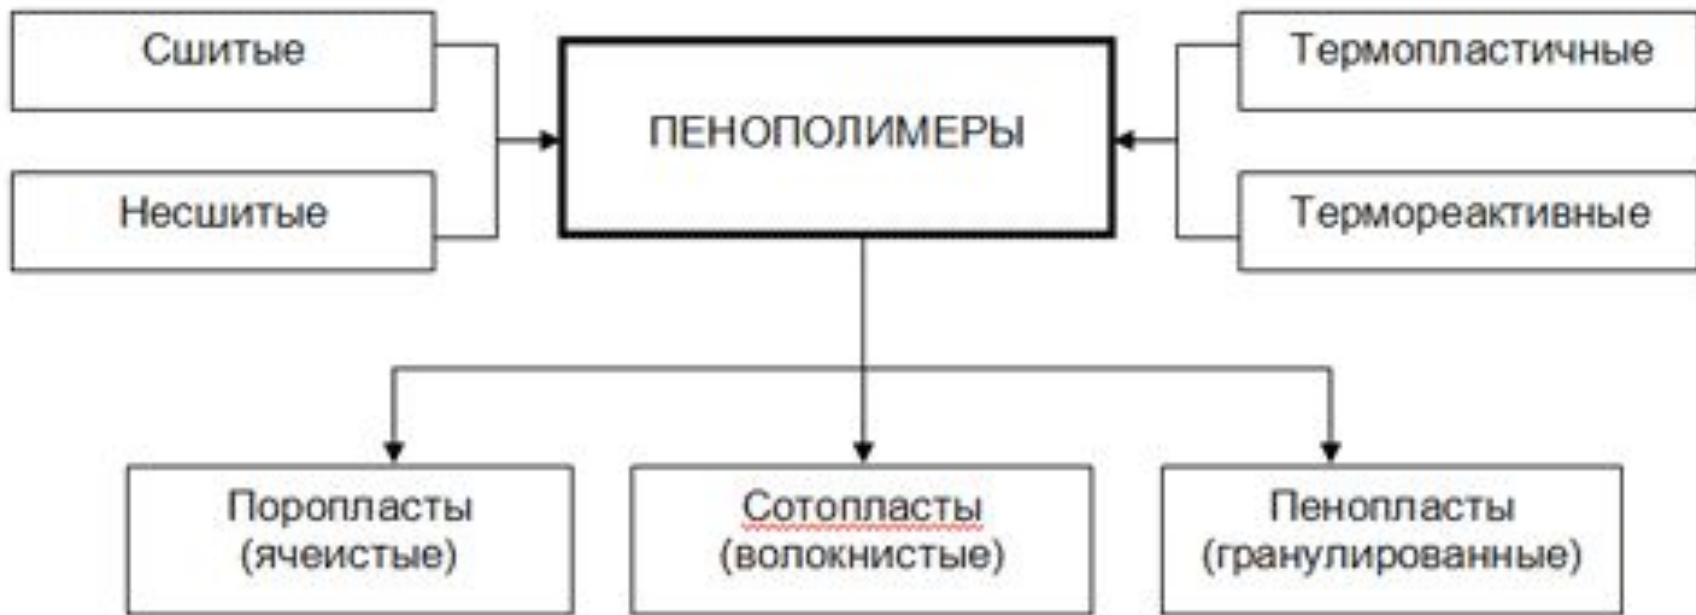 Сшитые
Несшитые
ПЕНОПОЛИМЕРЫ
Термопластичные
Термореактивные
Поропласты
(ячеистые)
Сотопласты
(волокнистые)
Пенопласты
(гранулированные)